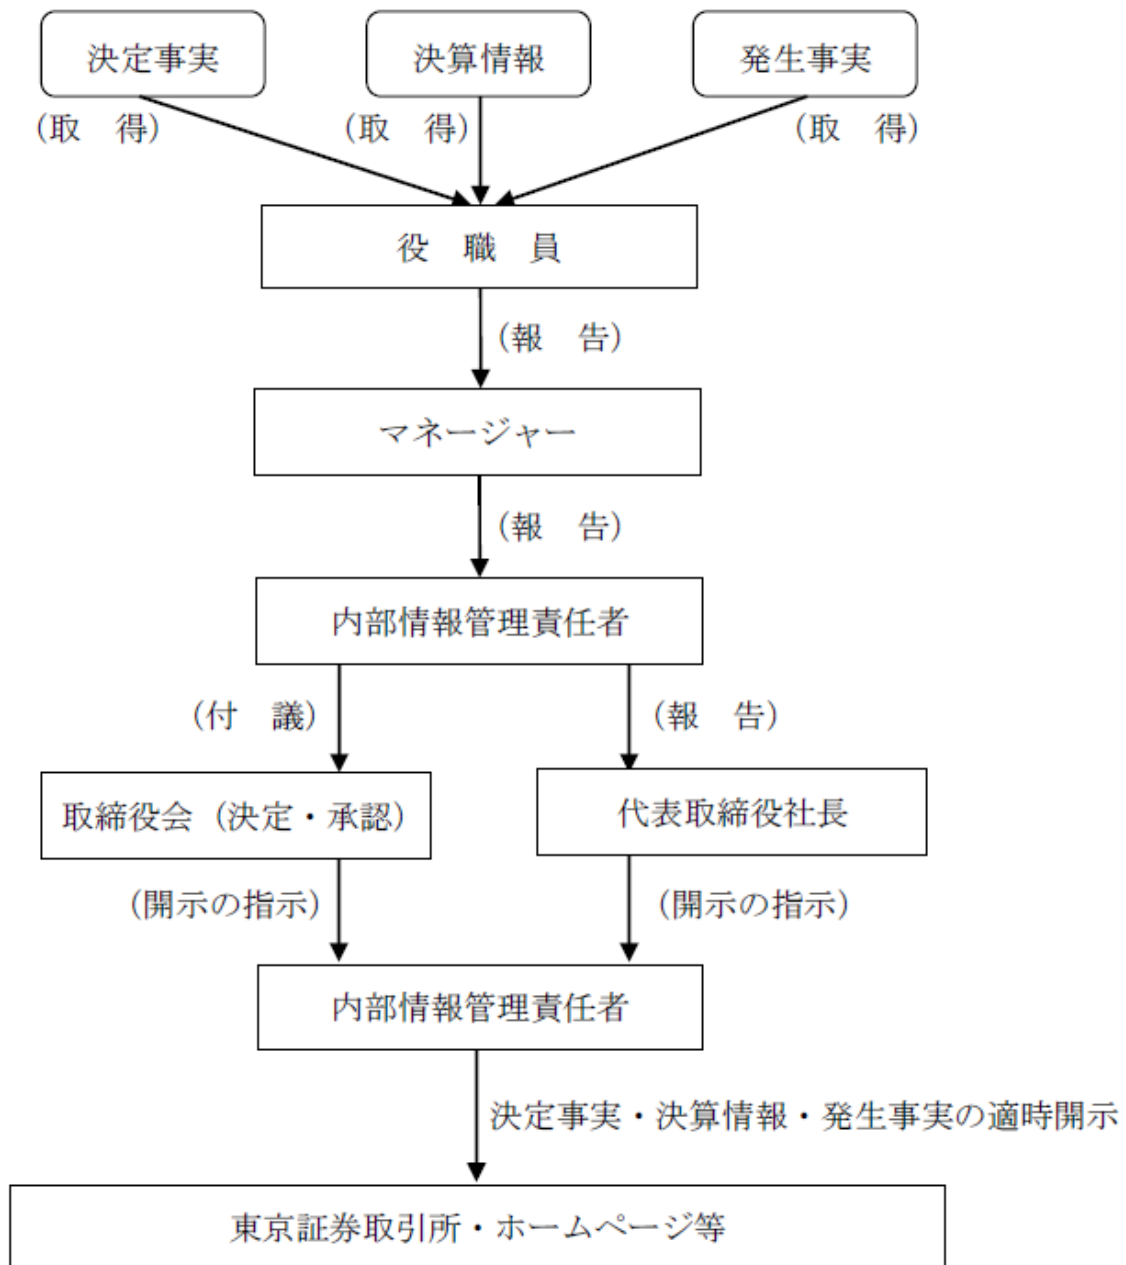 決定事実
決算情報
発生事実
（取　得）
（取　得）
（取　得）
役　職　員
（報　告）
マネージャー
（報　告）
内部情報管理責任者
（付　議）
（報　告）
取締役会（決定・承認）
代表取締役社長
（開示の指示）
（開示の指示）
内部情報管理責任者
決定事実・決算情報・発生事実の適時開示
東京証券取引所・ホームページ等